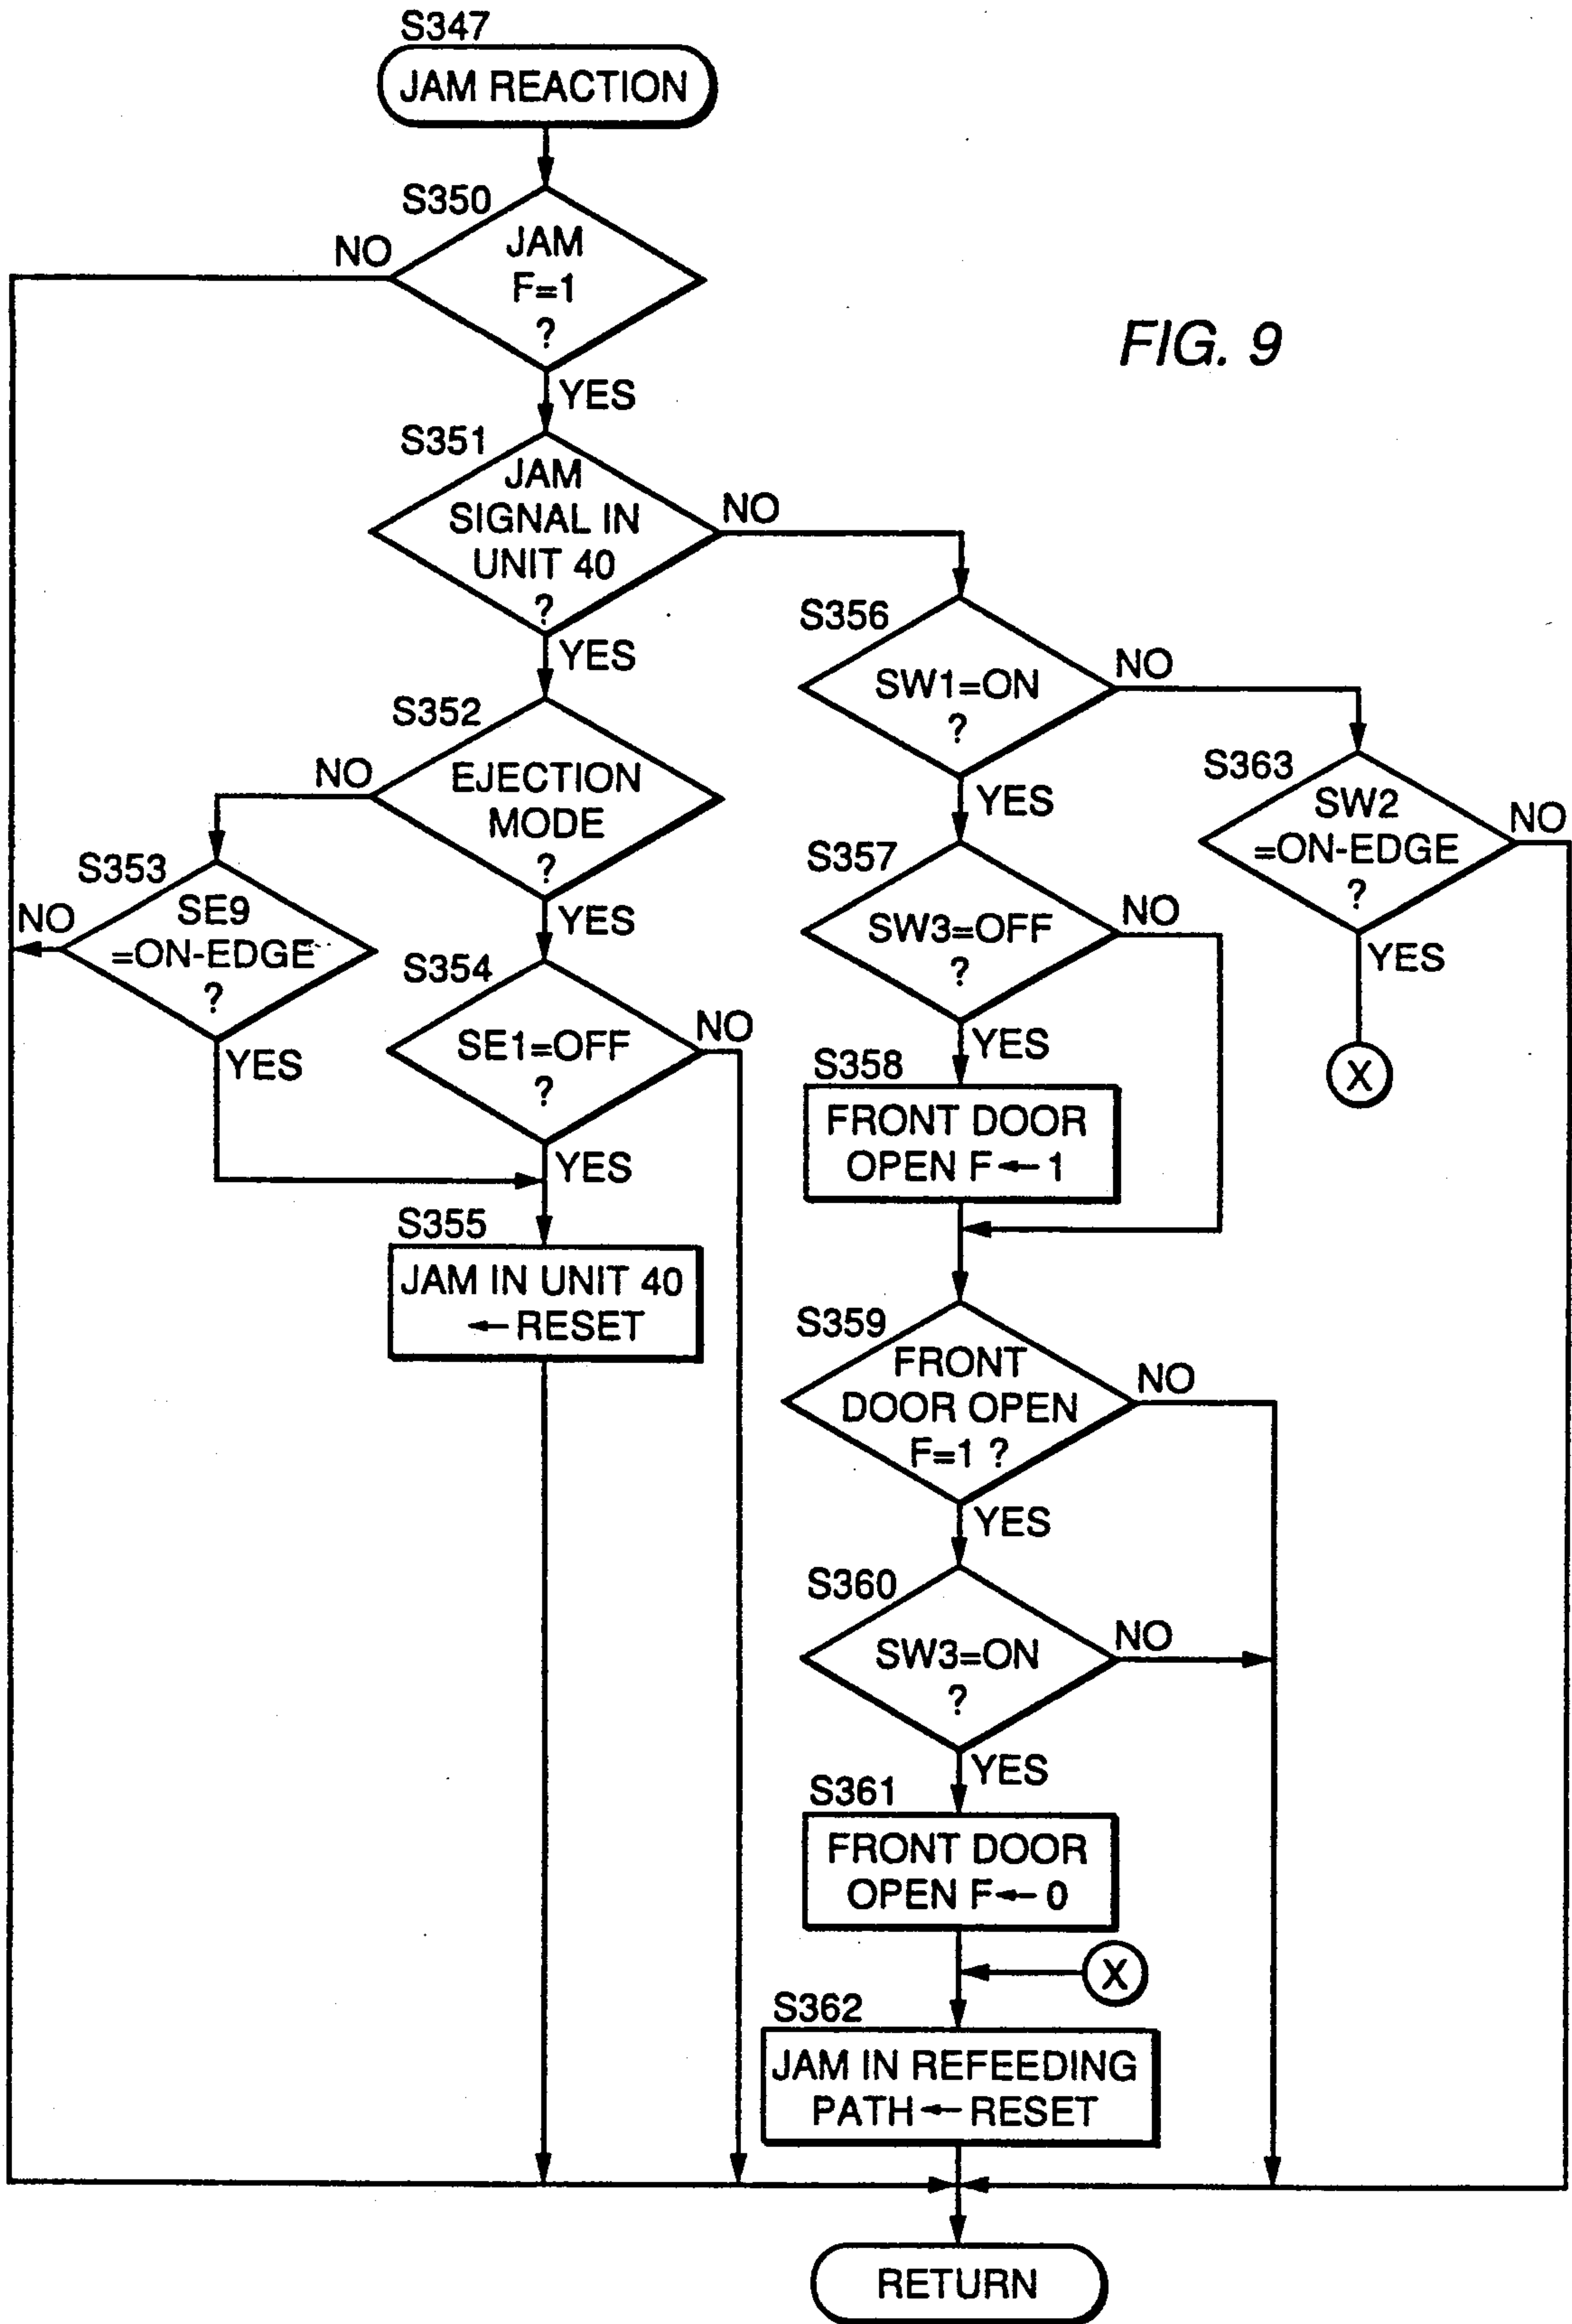 S347
JAM REACTION
S350
JAM
F=1
?
NO
YES
FIG. 9
S351
JAM
SIGNAL IN
UNIT 40
?
NO
YES
S352
EJECTION
MODE
?
NO
YES
S353
SE9
=ON-EDGE
?
NO
YES
S354
SE1=OFF
?
NO
YES
S355
JAM IN UNIT 40
←RESET
S356
SW1=ON
?
NO
YES
S357
SW3=OFF
?
NO
YES
S358
FRONT DOOR
OPEN F←1
S359
FRONT
DOOR OPEN
F=1 ?
NO
YES
S360
SW3=ON
?
NO
YES
S361
FRONT DOOR
OPEN F←0
X
S362
JAM IN REFEEDING
PATH←RESET
S363
SW2
=ON-EDGE
?
NO
YES
X
RETURN